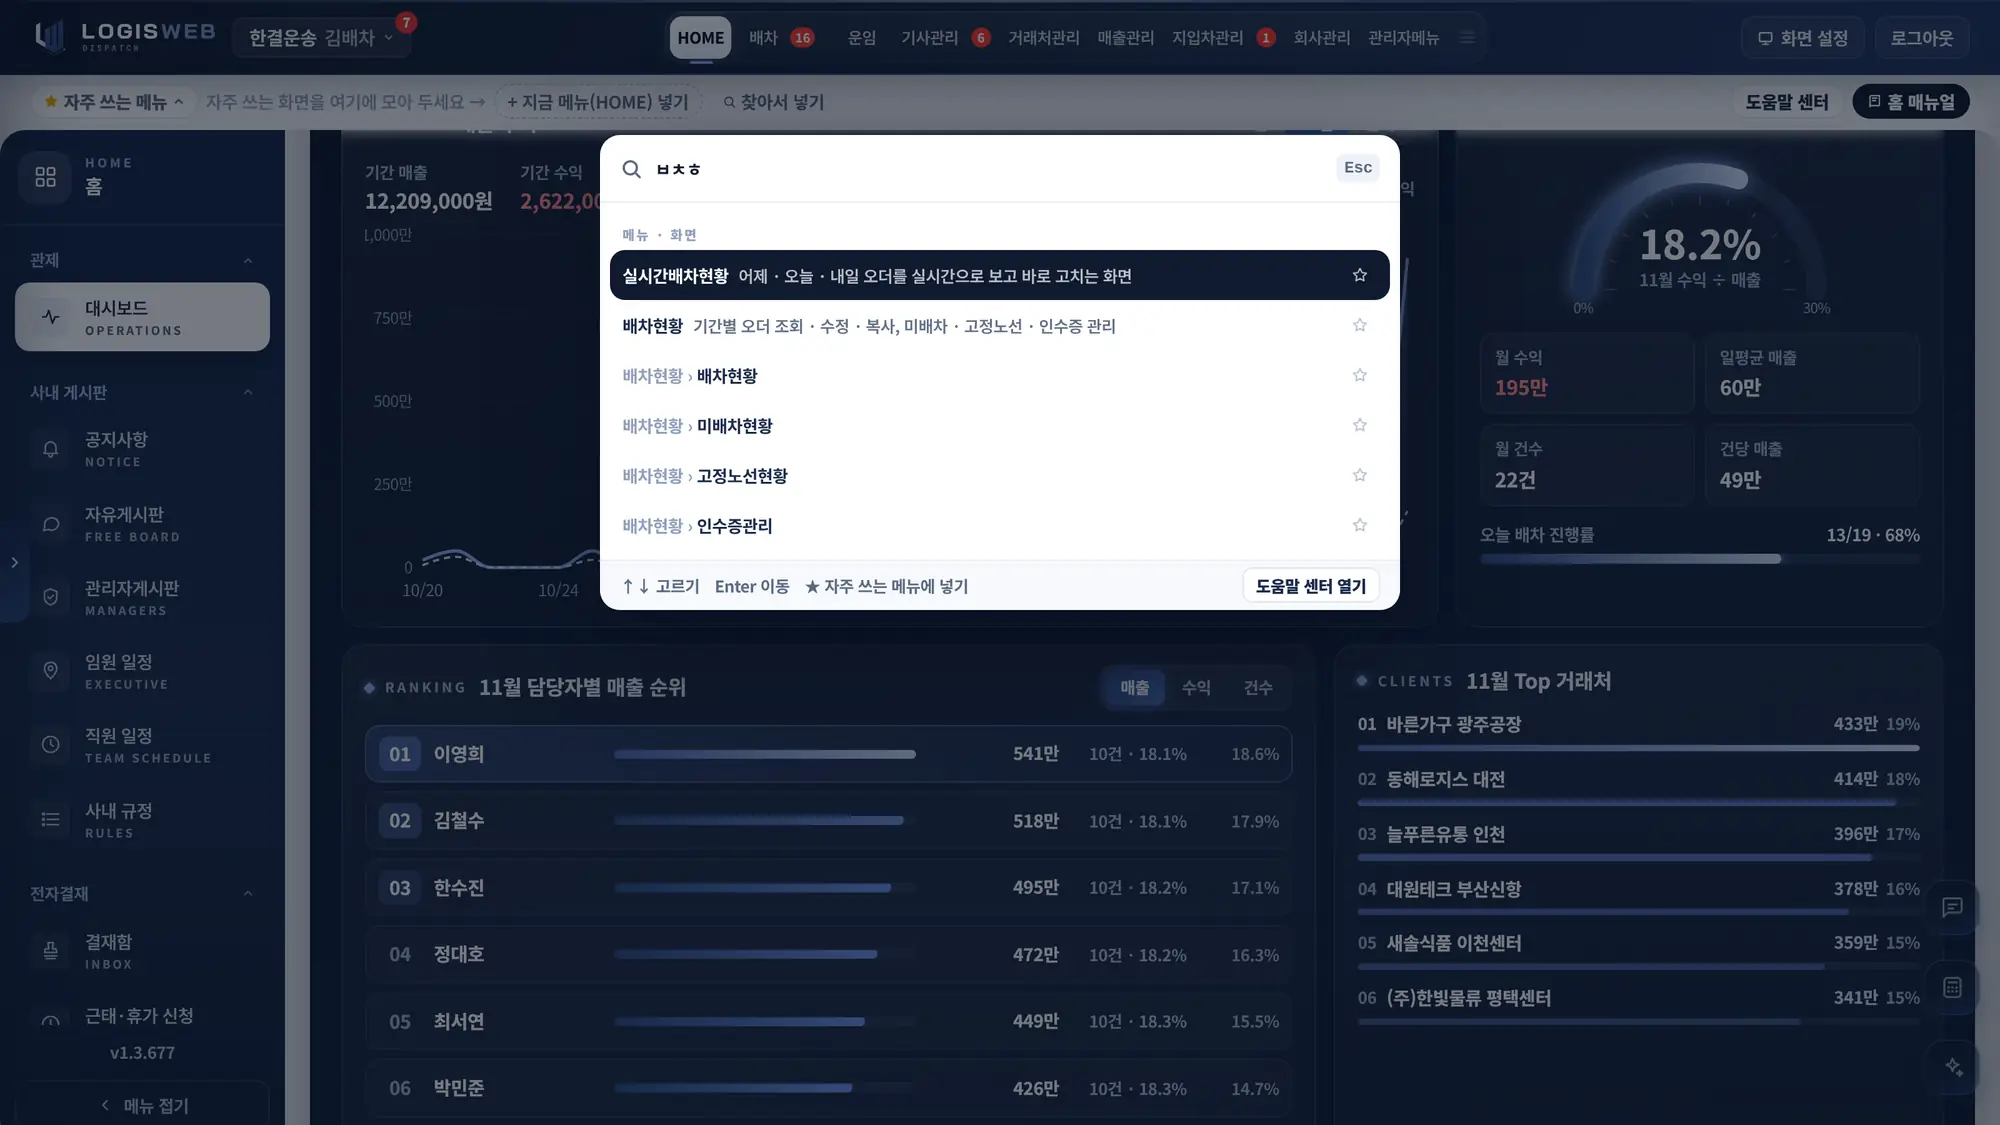 LOGISWEB
DISPATCH
한결운송 김배차
7
HOME
배차 16
운임
기사관리 6
거래처관리
매출관리
지입차관리 1
회사관리
관리자메뉴
화면 설정
로그아웃
★ 자주 쓰는 메뉴
자주 쓰는 화면을 여기에 모아 두세요 →
+ 지금 메뉴(HOME) 넣기
찾아서 넣기
도움말 센터
홈 매뉴얼
HOME
홈
관제
대시보드
OPERATIONS
사내 게시판
공지사항
NOTICE
자유게시판
FREE BOARD
관리자게시판
MANAGERS
임원 일정
EXECUTIVE
직원 일정
TEAM SCHEDULE
사내 규정
RULES
전자결재
결재함
INBOX
근태·휴가 신청
v1.3.677
메뉴 접기
기간 매출
12,209,000원
기간 수익
2,622,00
익
1,000만
750만
500만
250만
0
10/20
10/24
ㅂㅊㅎ
Esc
메뉴 · 화면
실시간배차현황 어제 · 오늘 · 내일 오더를 실시간으로 보고 바로 고치는 화면
배차현황 기간별 오더 조회 · 수정 · 복사, 미배차 · 고정노선 · 인수증 관리
배차현황 › 배차현황
배차현황 › 미배차현황
배차현황 › 고정노선현황
배차현황 › 인수증관리
↑↓ 고르기 Enter 이동 ★ 자주 쓰는 메뉴에 넣기
도움말 센터 열기
18.2%
11월 수익 ÷ 매출
0%
30%
월 수익
195만
일평균 매출
60만
월 건수
22건
건당 매출
49만
오늘 배차 진행률
13/19 · 68%
RANKING 11월 담당자별 매출 순위
매출 수익 건수
01 이영희 541만 10건 · 18.1% 18.6%
02 김철수 518만 10건 · 18.1% 17.9%
03 한수진 495만 10건 · 18.2% 17.1%
04 정대호 472만 10건 · 18.2% 16.3%
05 최서연 449만 10건 · 18.3% 15.5%
06 박민준 426만 10건 · 18.3% 14.7%
CLIENTS 11월 Top 거래처
01 바른가구 광주공장 433만 19%
02 동해로지스 대전 414만 18%
03 늘푸른유통 인천 396만 17%
04 대원테크 부산신항 378만 16%
05 새솔식품 이천센터 359만 15%
06 (주)한빛물류 평택센터 341만 15%